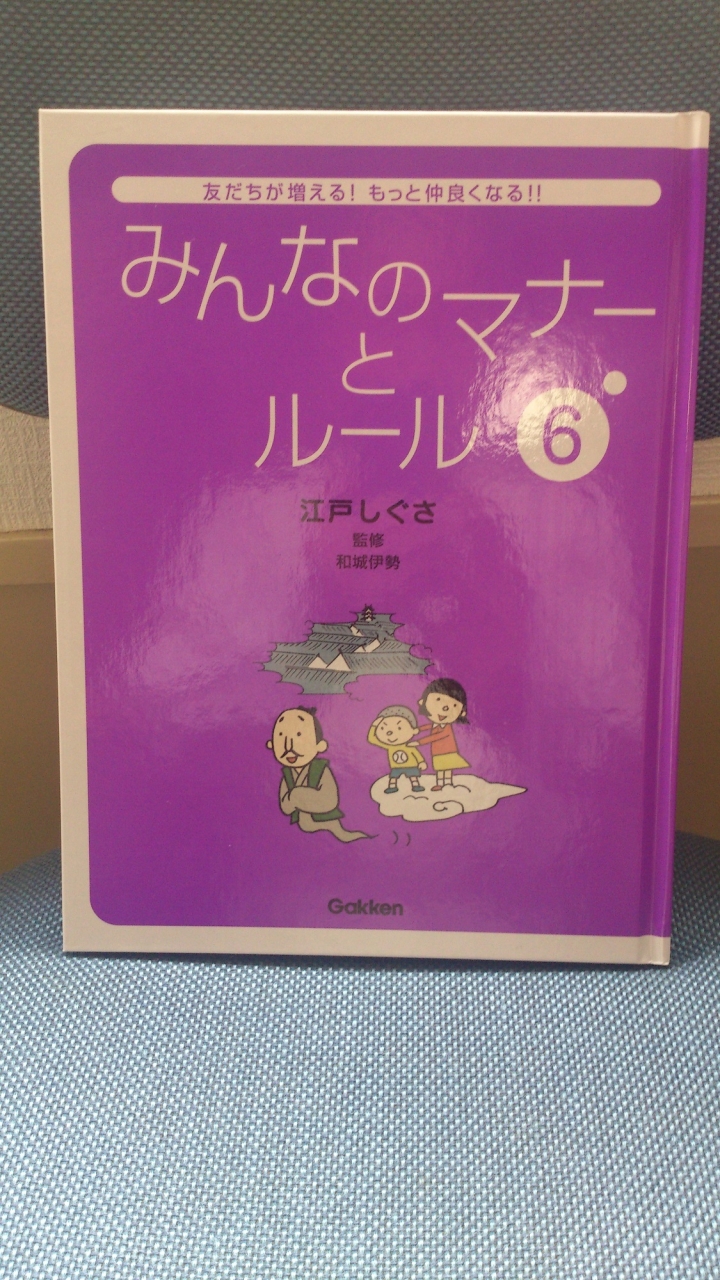 友だちが増える! もっと仲良くなる!!
みんなのマナー
と
ルール 6
江戸しぐさ
監修
和城伊勢
Gakken